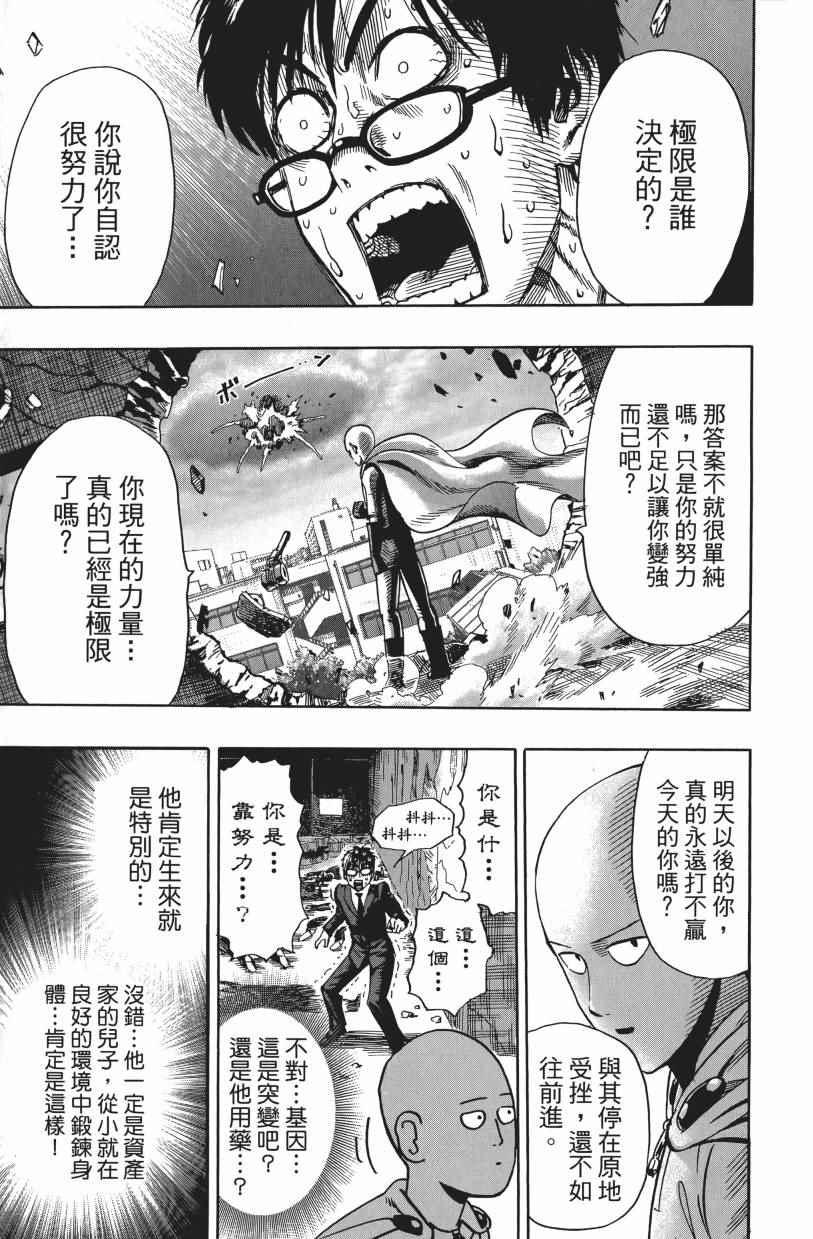 極限是誰
決定的？
你說你自認
很努力了…
那答案不就很單純
嗎，只是你的努力
還不足以讓你變強
而已吧？
ボーーン
你現在的力量…
真的已經是極限
了嗎？
明天以後的你，
真的永遠打不贏
今天的你嗎？
與其停在原地
受挫，還不如
往前進。
你是什…
這…
這個…
抖抖…
抖抖…
你是…
靠努力…？
不對…基因…
這是突變吧？
還是他用藥…？
他肯定生來就
是特別的…
沒錯…他一定是資產
家的兒子，從小就在
良好的環境中鍛鍊身
體…肯定是這樣！